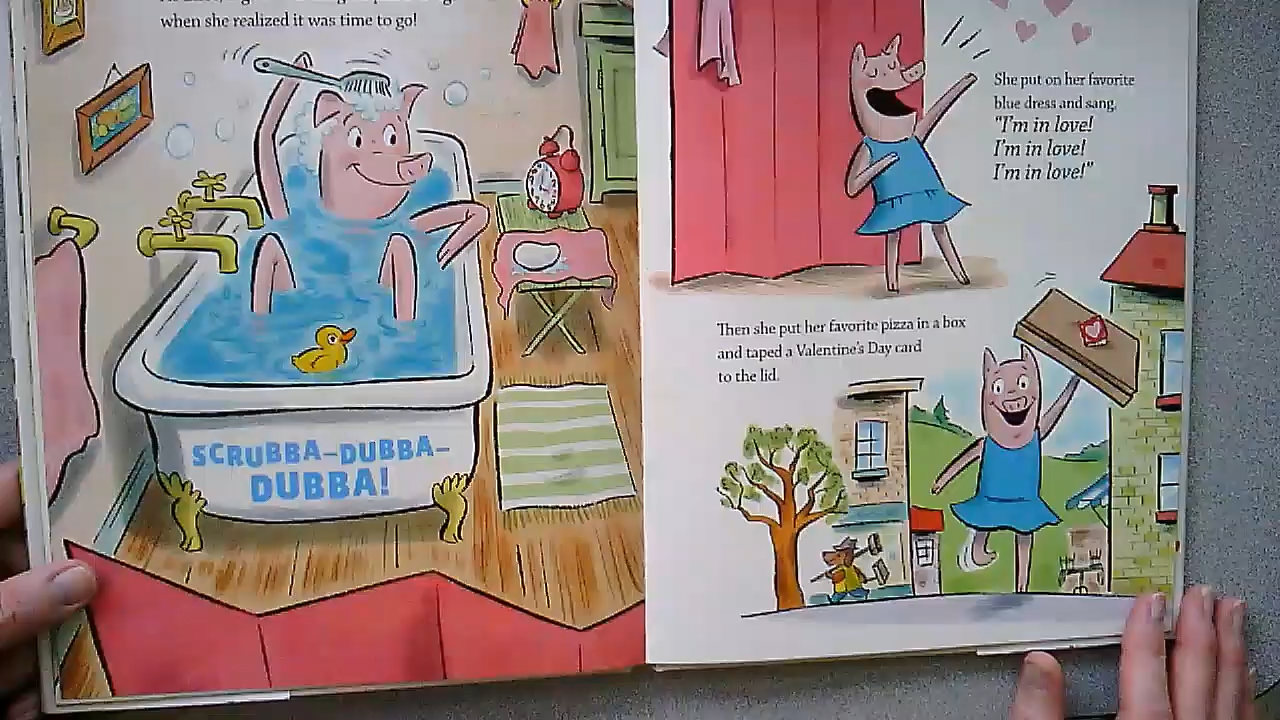 when she realized it was time to go!
SCRUBBA-DUBBA-
DUBBA!
She put on her favorite
blue dress and sang,
"I'm in love!
I'm in love!
I'm in love!"
Then she put her favorite pizza in a box
and taped a Valentine's Day card
to the lid.